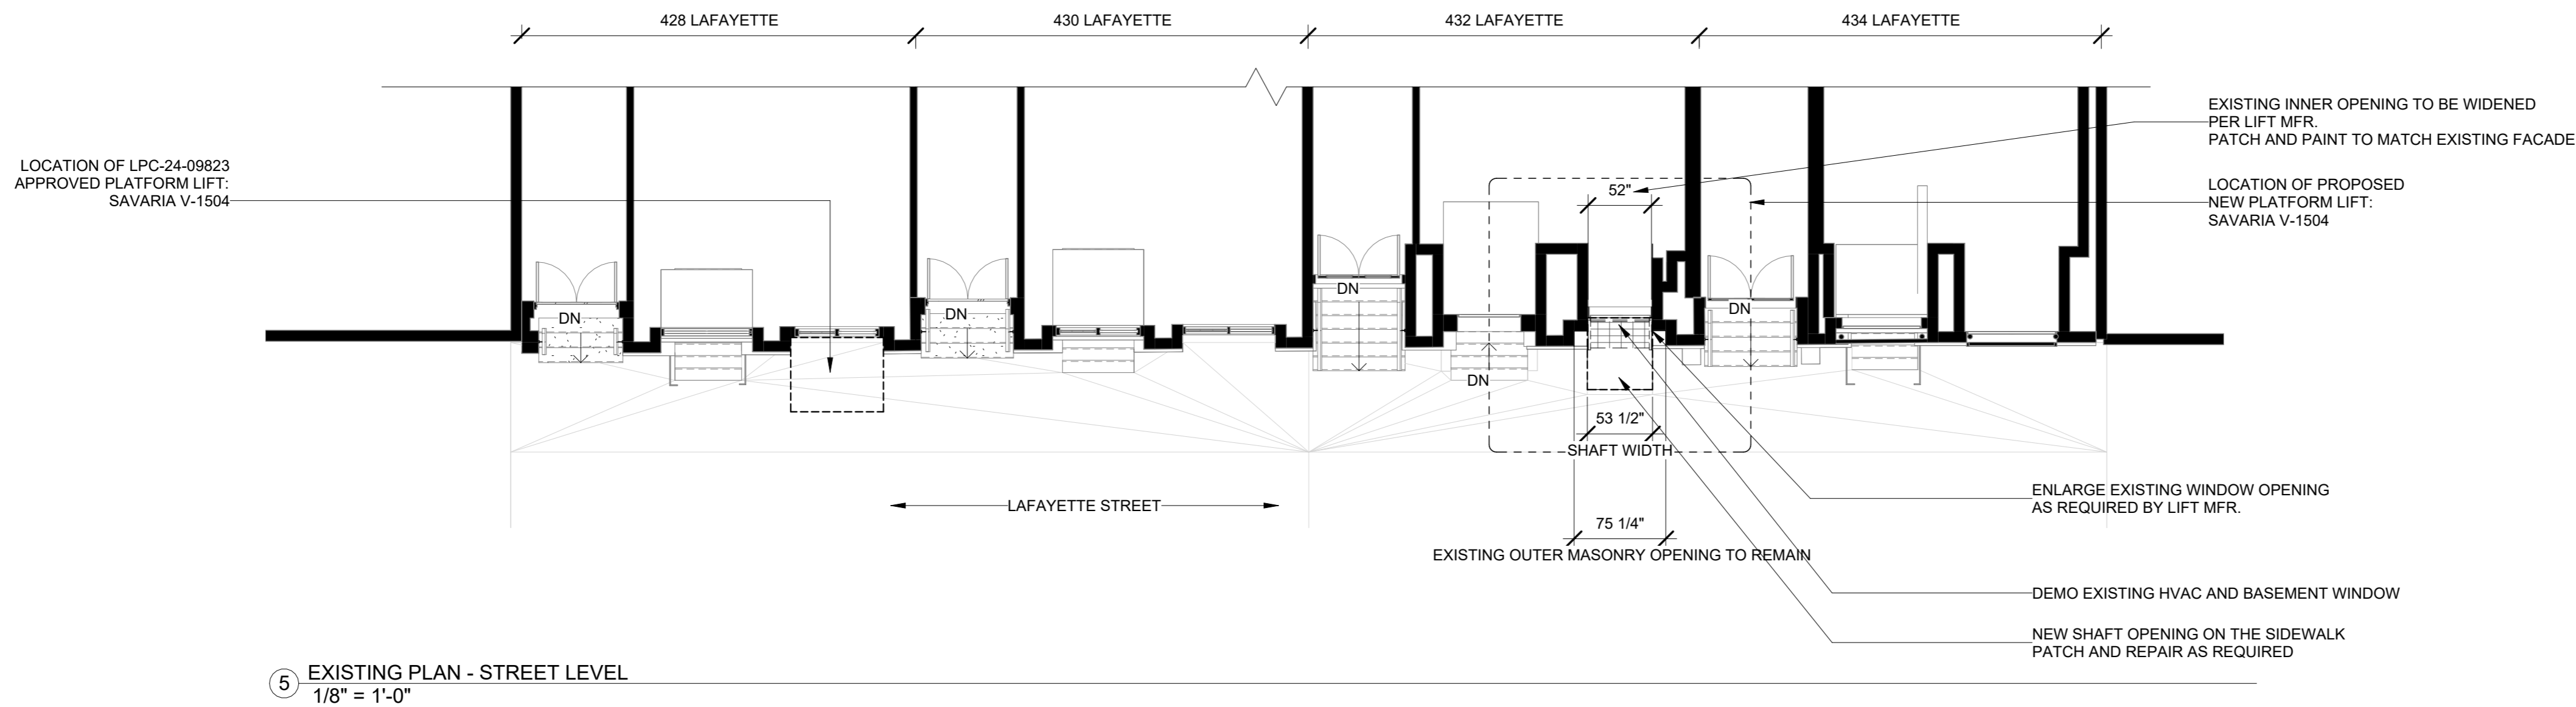 428 LAFAYETTE
430 LAFAYETTE
432 LAFAYETTE
434 LAFAYETTE
EXISTING INNER OPENING TO BE WIDENED
PER LIFT MFR.
PATCH AND PAINT TO MATCH EXISTING FACADE
LOCATION OF LPC-24-09823
APPROVED PLATFORM LIFT:
SAVARIA V-1504
52"
LOCATION OF PROPOSED
NEW PLATFORM LIFT:
SAVARIA V-1504
DN
DN
DN
DN
DN
53 1/2"
SHAFT WIDTH
LAFAYETTE STREET
ENLARGE EXISTING WINDOW OPENING
AS REQUIRED BY LIFT MFR.
75 1/4"
EXISTING OUTER MASONRY OPENING TO REMAIN
DEMO EXISTING HVAC AND BASEMENT WINDOW
NEW SHAFT OPENING ON THE SIDEWALK
PATCH AND REPAIR AS REQUIRED
5
EXISTING PLAN - STREET LEVEL
1/8" = 1'-0"